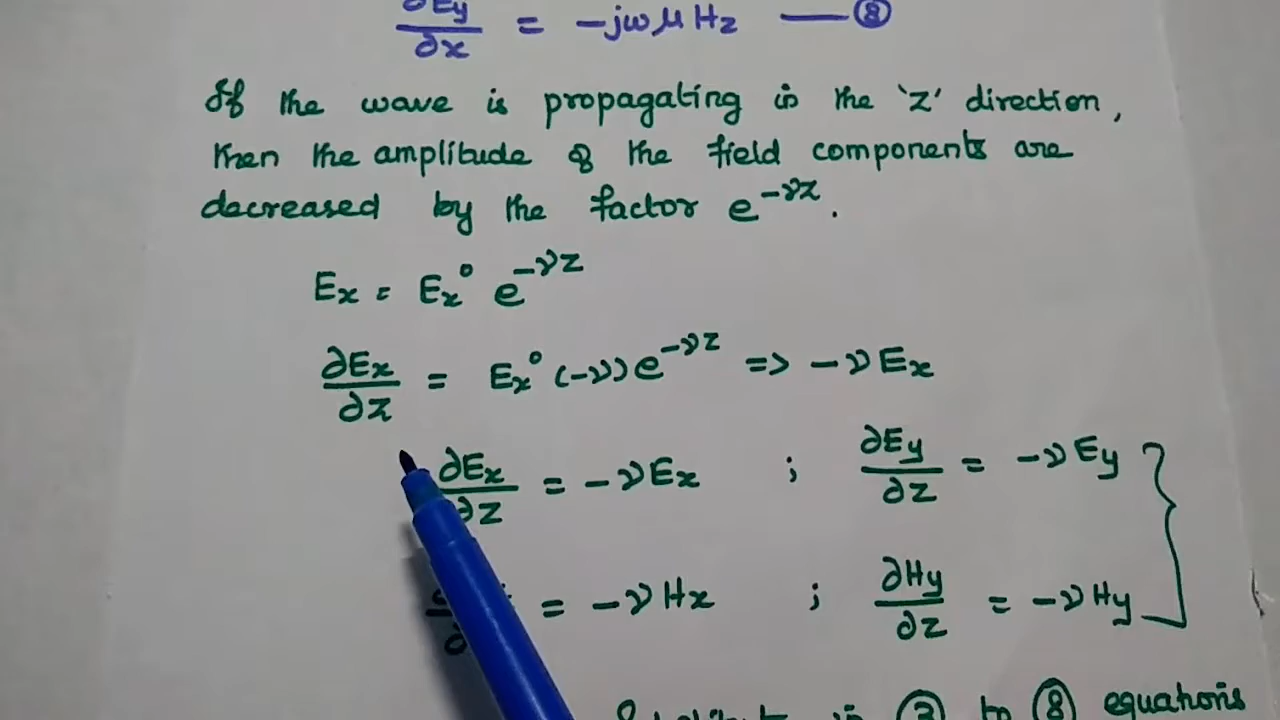 ∂Ey/∂x = -jωμHz —— ⑧
If the wave is propagating in the 'z' direction,
then the amplitude of the field components are
decreased by the factor e^-γz.
Ex = Ex° e^-γz
∂Ex/∂z = Ex° (-γ) e^-γz => -γEx
∂Ex/∂z = -γEx ; ∂Ey/∂z = -γEy
= -γHx ; ∂Hy/∂z = -γHy
to ⑧ equations